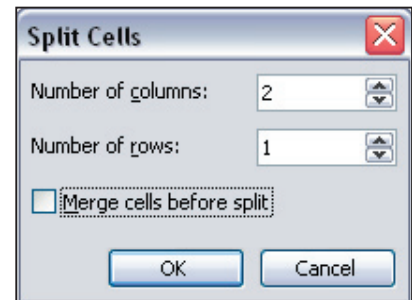 Split Cells
Number of columns: 2
Number of rows: 1
Merge cells before split
OK Cancel